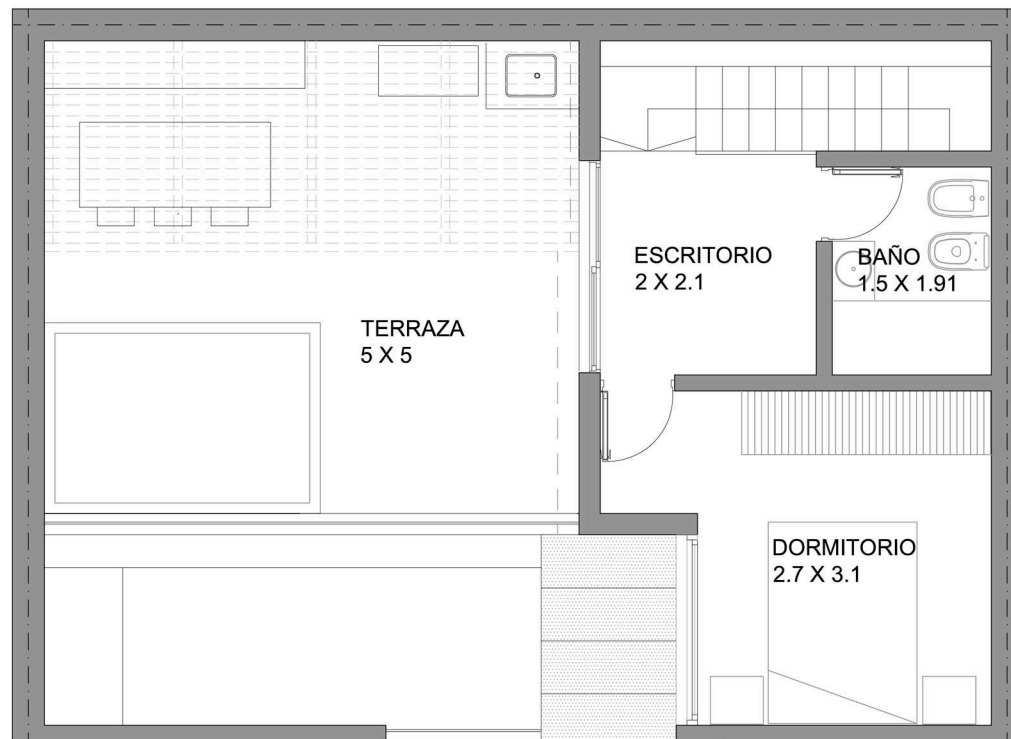 ESCRITORIO
2 X 2.1
BAÑO
1.5 X 1.91
TERRAZA
5 X 5
DORMITORIO
2.7 X 3.1